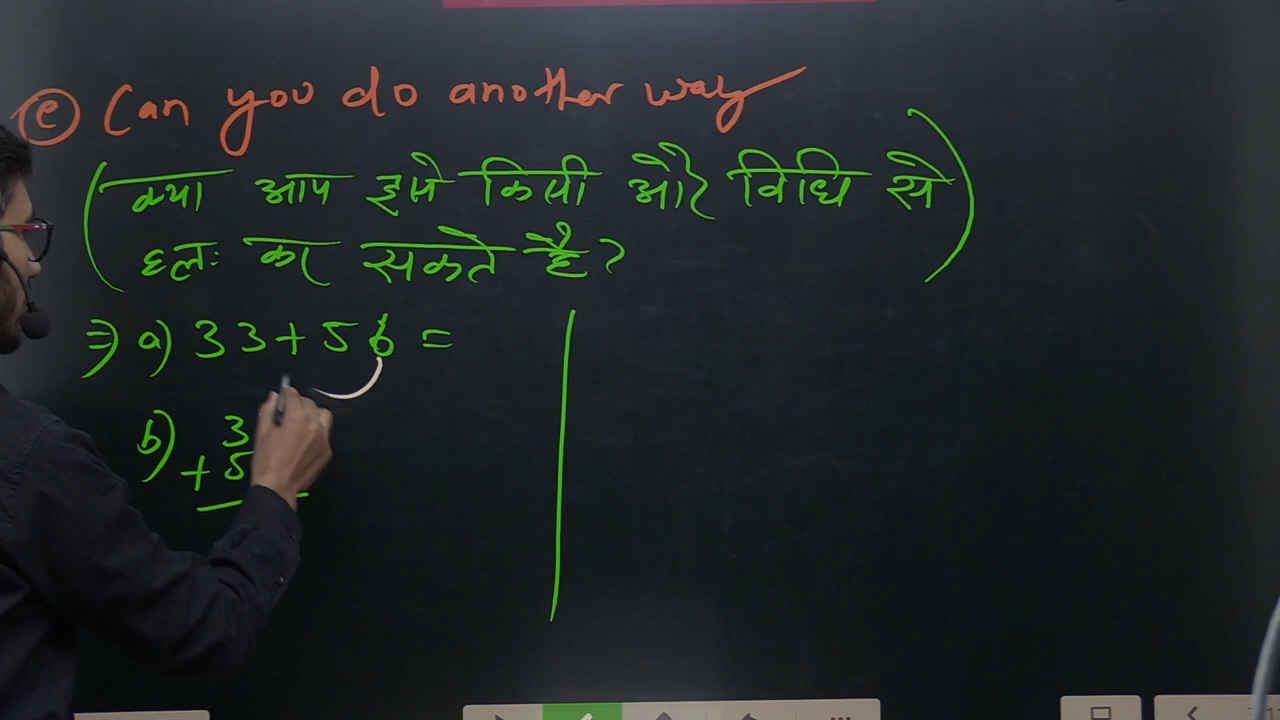 (e) Can you do another way
(क्या आप इसे किसी और विधि से
हलः कर सकते है?)
⇒ a) 33+56 =
b) 3
+ 5